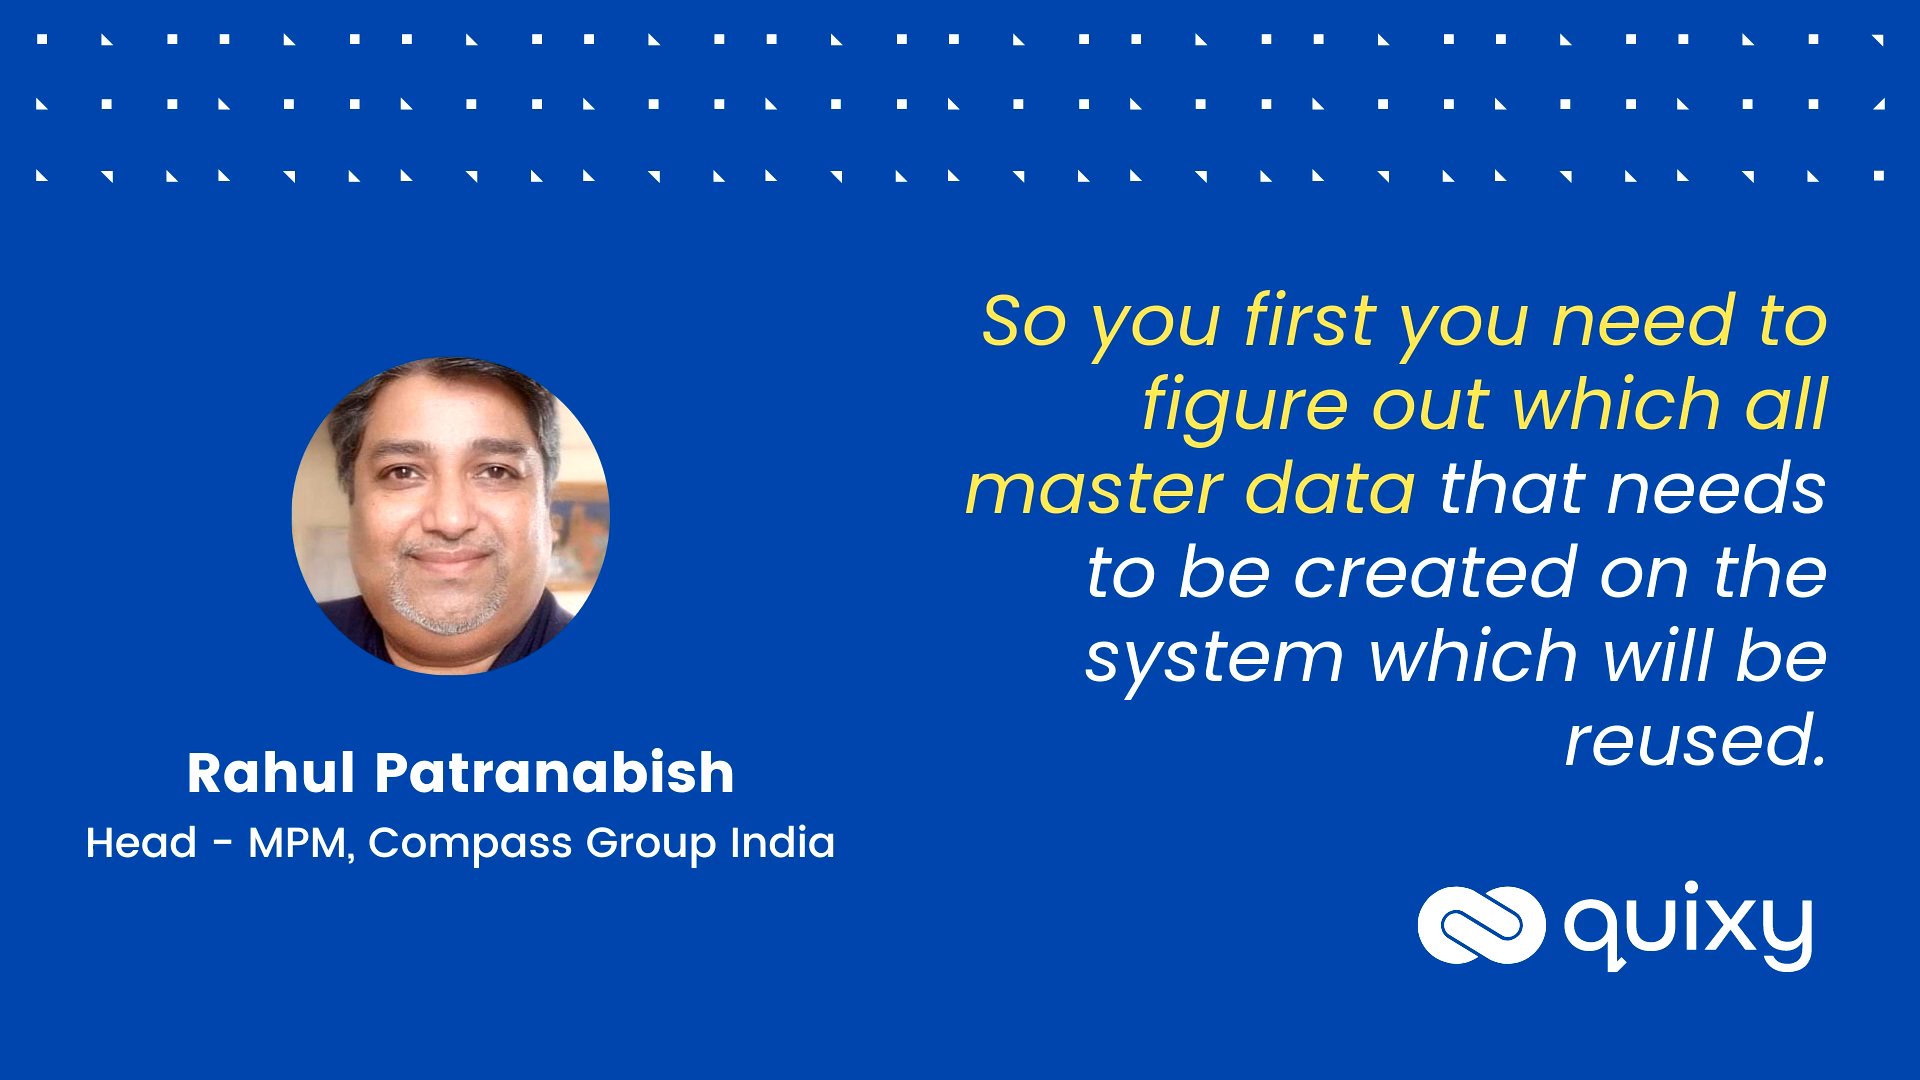 So you first you need to
figure out which all
master data that needs
to be created on the
system which will be
reused.
Rahul Patranabish
Head - MPM, Compass Group India
quixy